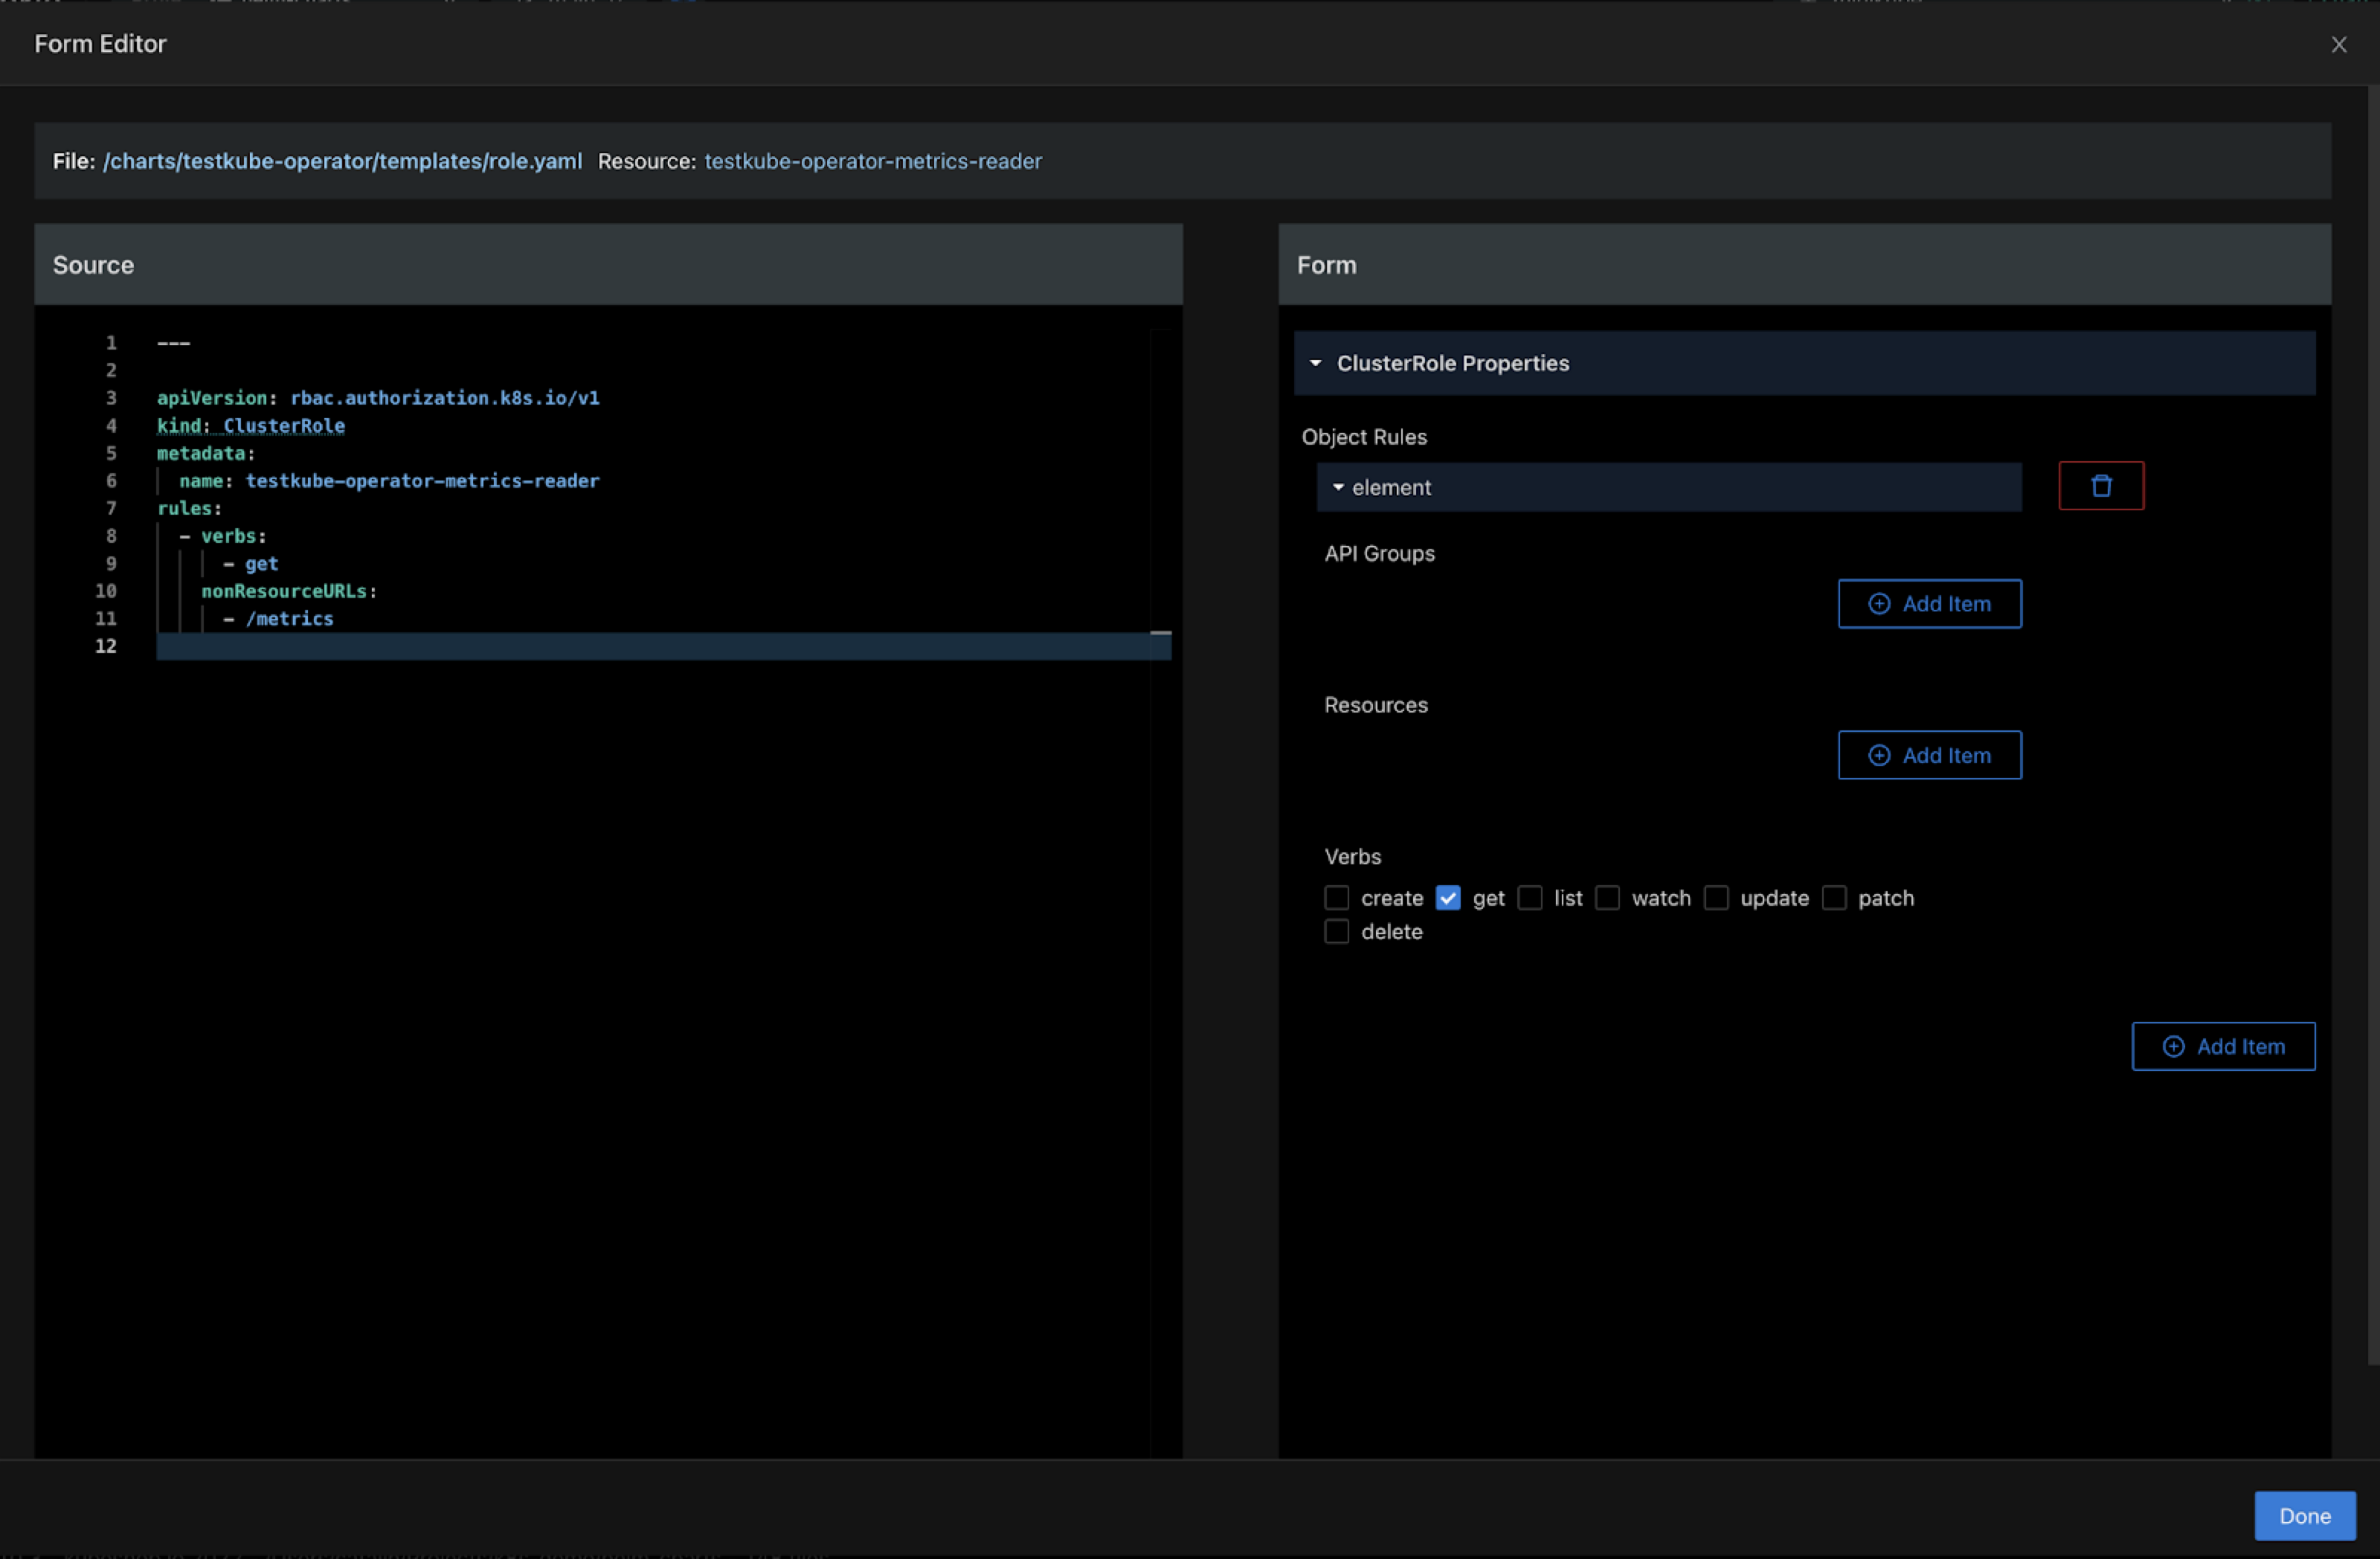 Form Editor
File: /charts/testkube-operator/templates/role.yaml Resource: testkube-operator-metrics-reader
Source
1 ---
2
3 apiVersion: rbac.authorization.k8s.io/v1
4 kind: ClusterRole
5 metadata:
6 name: testkube-operator-metrics-reader
7 rules:
8 - verbs:
9 - get
10 nonResourceURLs:
11 - /metrics
12
Form
ClusterRole Properties
Object Rules
element
API Groups
Add Item
Resources
Add Item
Verbs
create get list watch update patch
delete
Add Item
Done